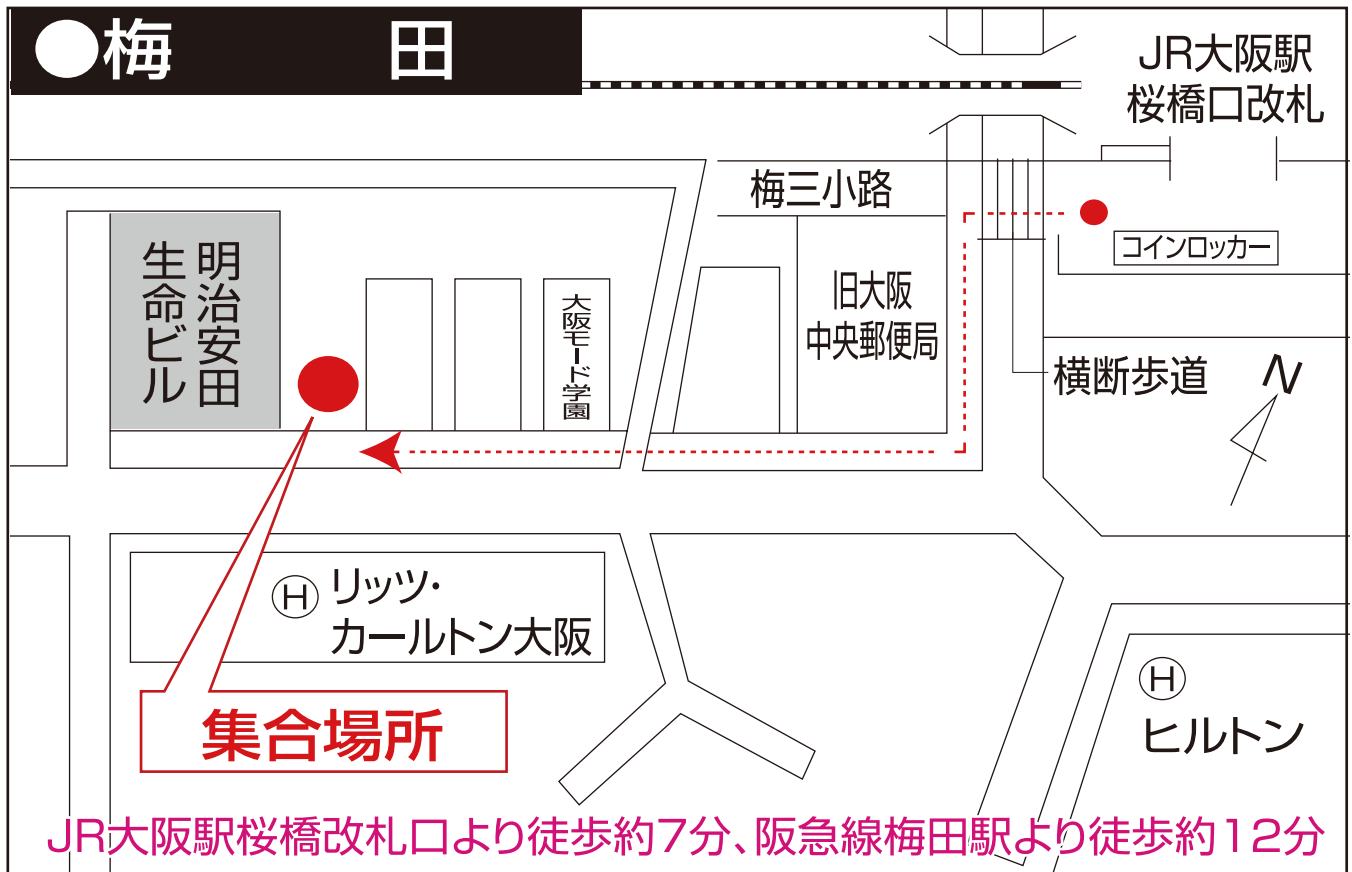 ●梅 田
JR大阪駅
桜橋口改札
梅三小路
コインロッカー
明治安田
生命ビル
大阪モード学園
旧大阪
中央郵便局
横断歩道
N
H リッツ・
カールトン大阪
H
ヒルトン
集合場所
JR大阪駅桜橋改札口より徒歩約7分、阪急線梅田駅より徒歩約12分